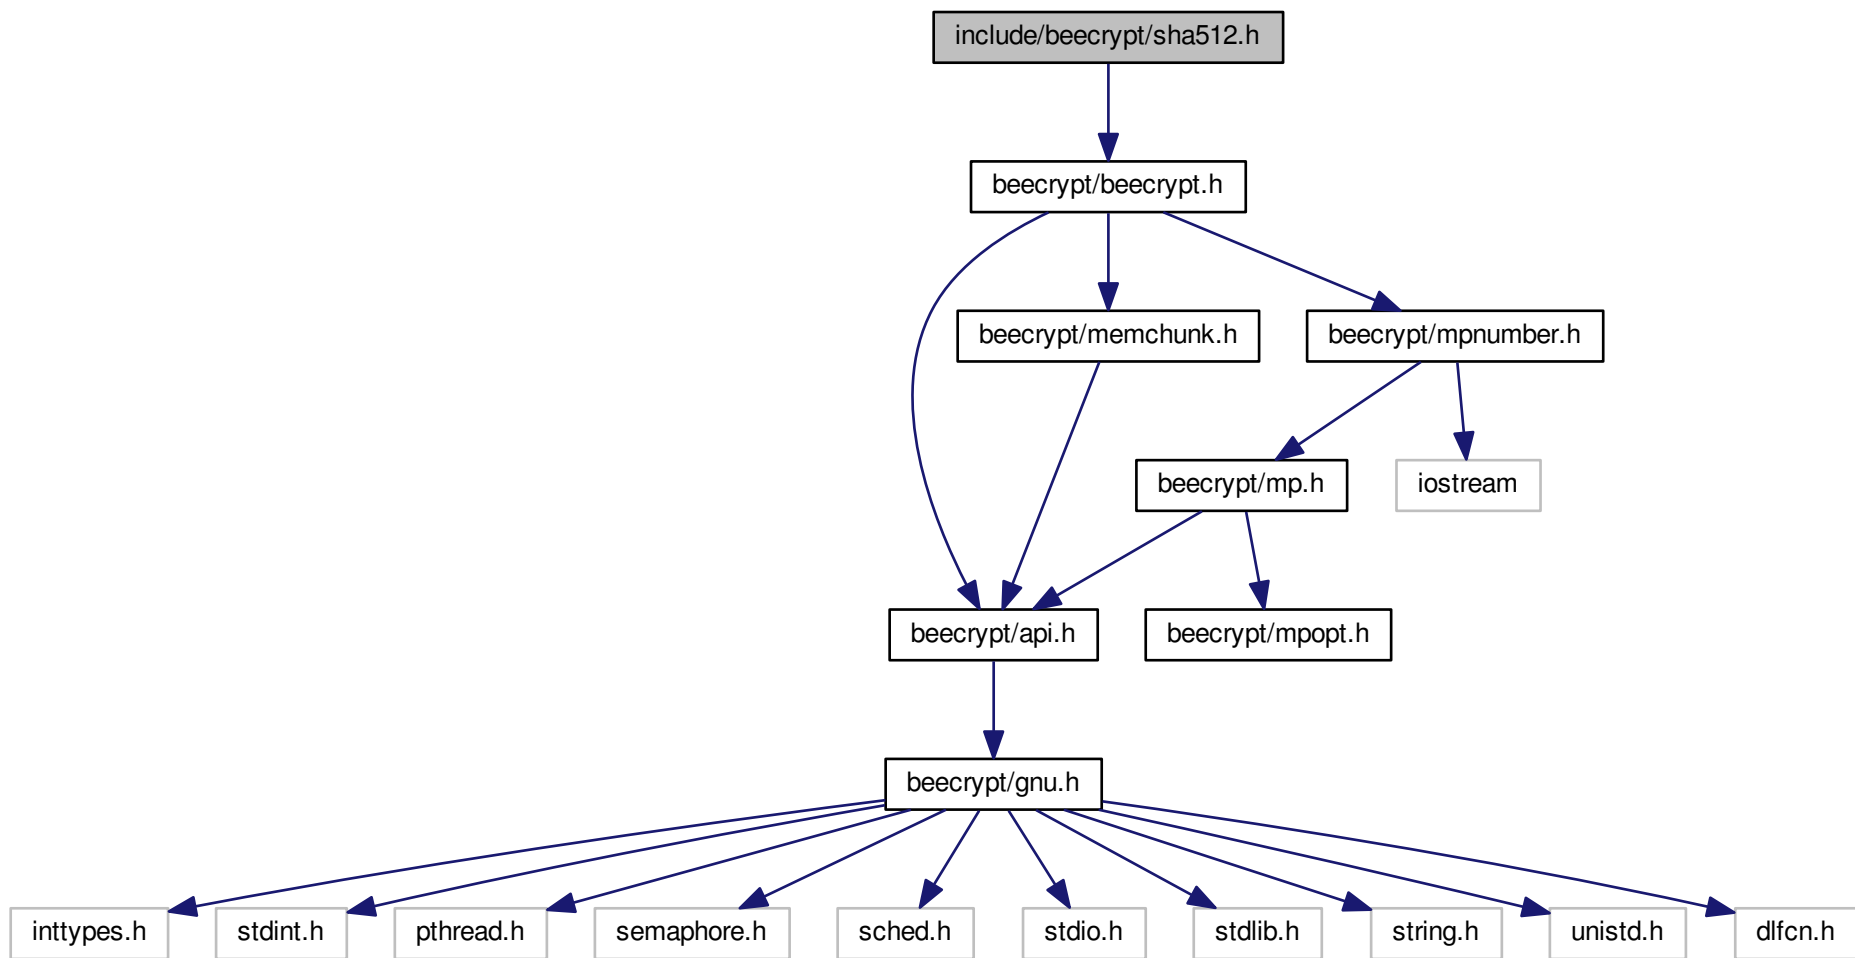 include/beecrypt/sha512.h
beecrypt/beecrypt.h
beecrypt/memchunk.h
beecrypt/mpnumber.h
beecrypt/mp.h
iostream
beecrypt/api.h
beecrypt/mpopt.h
beecrypt/gnu.h
inttypes.h
stdint.h
pthread.h
semaphore.h
sched.h
stdio.h
stdlib.h
string.h
unistd.h
dlfcn.h